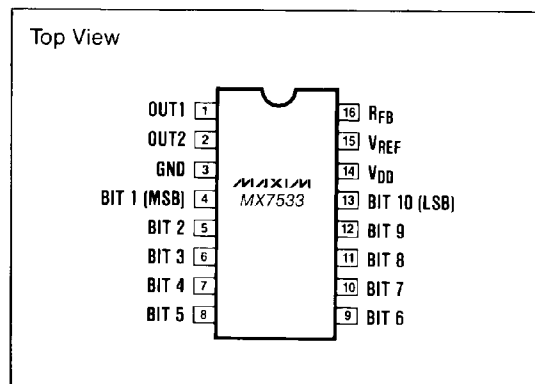 Top View
OUT1 1
OUT2 2
GND 3
BIT 1 (MSB) 4
BIT 2 5
BIT 3 6
BIT 4 7
BIT 5 8
MAXIM
MX7533
16 RFB
15 VREF
14 VDD
13 BIT 10 (LSB)
12 BIT 9
11 BIT 8
10 BIT 7
9 BIT 6